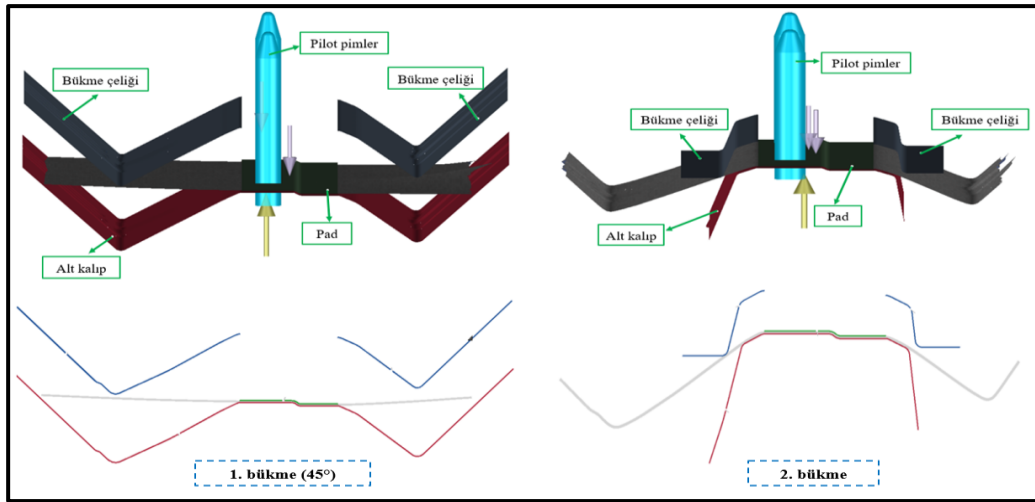 Pilot pimler
Bükme çeliği
Bükme çeliği
Pad
Alt kalıp
1. bükme (45°)
Pilot pimler
Bükme çeliği
Bükme çeliği
Pad
Alt kalıp
2. bükme